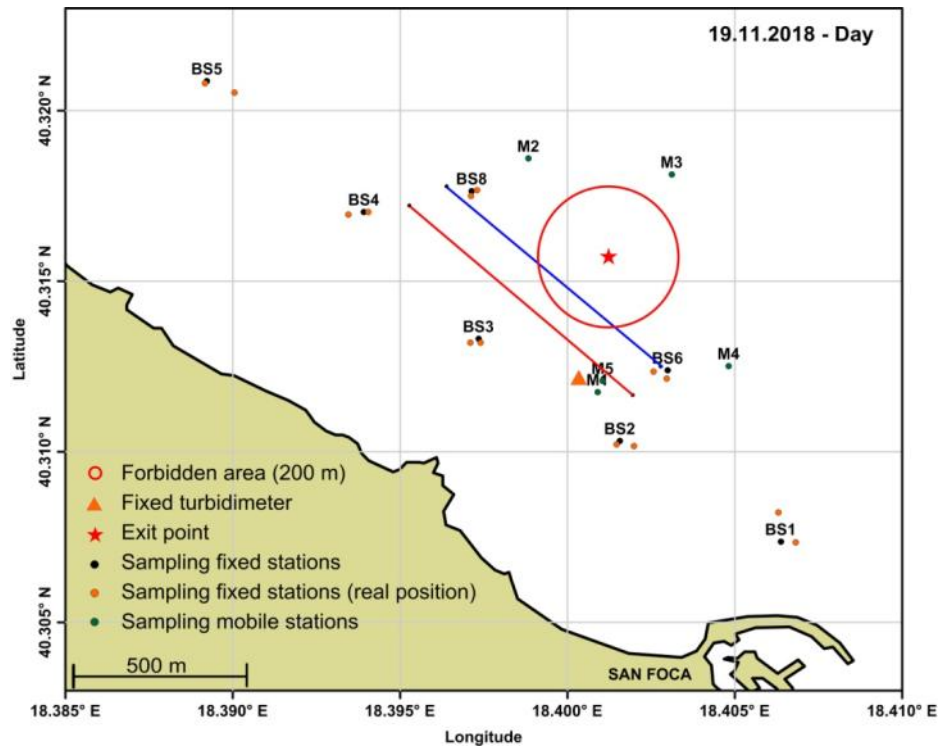 19.11.2018 - Day
BS5
M2
M3
BS8
BS4
BS3
M5
M1
BS6
M4
BS2
BS1
Forbidden area (200 m)
Fixed turbidimeter
Exit point
Sampling fixed stations
Sampling fixed stations (real position)
Sampling mobile stations
500 m
SAN FOCA
40.320° N
40.315° N
40.310° N
40.305° N
Latitude
18.385° E
18.390° E
18.395° E
18.400° E
18.405° E
18.410° E
Longitude